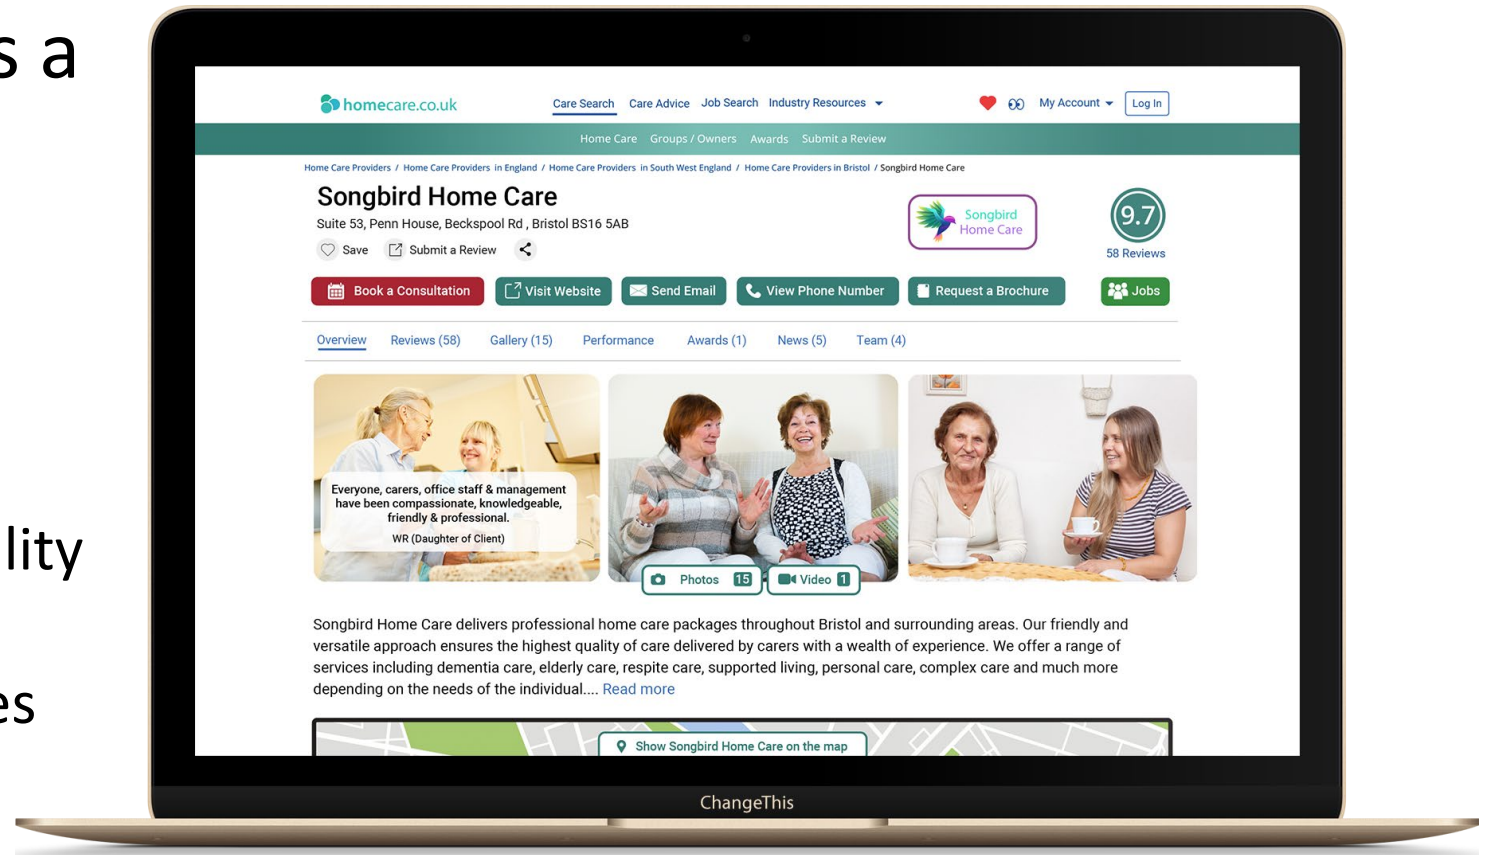 s a
lity
es
homecare.co.uk
Care Search Care Advice Job Search Industry Resources
My Account Log In
Home Care Groups / Owners Awards Submit a Review
Home Care Providers / Home Care Providers in England / Home Care Providers in South West England / Home Care Providers in Bristol / Songbird Home Care
Songbird Home Care
Suite 53, Penn House, Beckspool Rd , Bristol BS16 5AB
Save Submit a Review
Songbird
Home Care
9.7
58 Reviews
Book a Consultation Visit Website Send Email View Phone Number Request a Brochure Jobs
Overview Reviews (58) Gallery (15) Performance Awards (1) News (5) Team (4)
Everyone, carers, office staff & management
have been compassionate, knowledgeable,
friendly & professional.
WR (Daughter of Client)
Photos 15 Video 1
Songbird Home Care delivers professional home care packages throughout Bristol and surrounding areas. Our friendly and
versatile approach ensures the highest quality of care delivered by carers with a wealth of experience. We offer a range of
services including dementia care, elderly care, respite care, supported living, personal care, complex care and much more
depending on the needs of the individual.... Read more
Show Songbird Home Care on the map
ChangeThis